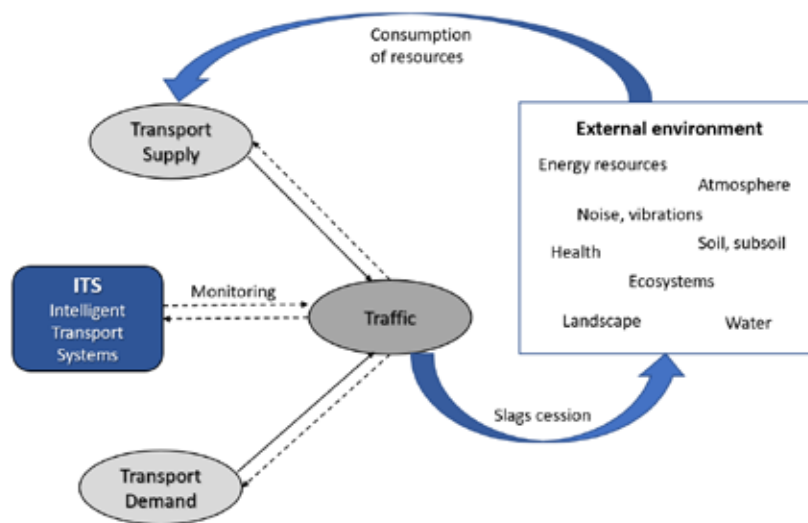 Consumption
of resources
Transport
Supply
External environment
Energy resources
Atmosphere
Noise, vibrations
Health
Soil, subsoil
Ecosystems
Landscape
Water
ITS
Intelligent
Transport
Systems
Monitoring
Traffic
Slags cession
Transport
Demand